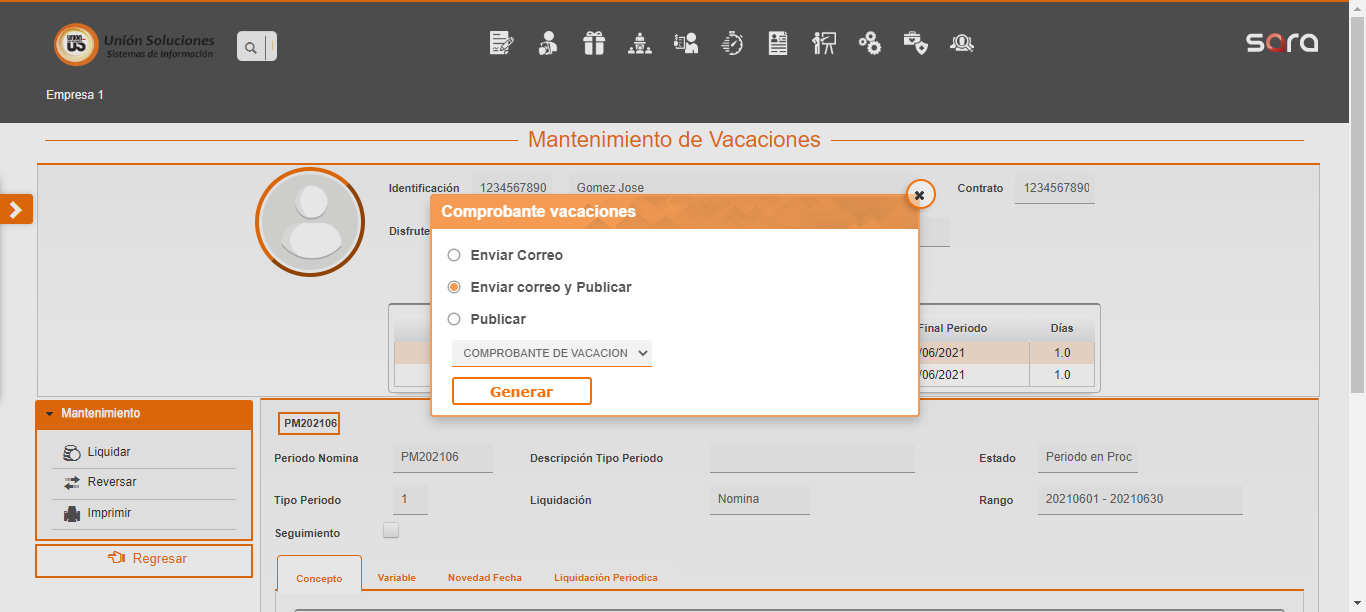 UNION
US
Unión Soluciones
Sistemas de Información
sara
Empresa 1
Mantenimiento de Vacaciones
Identificación 1234567890 Gomez Jose Contrato 1234567890
Disfrute
Comprobante vacaciones
Enviar Correo
Enviar correo y Publicar
Publicar
COMPROBANTE DE VACACION
Generar
Final Periodo Días
/06/2021 1.0
/06/2021 1.0
Mantenimiento
Liquidar
Reversar
Imprimir
Regresar
PM202106
Periodo Nomina PM202106 Descripción Tipo Periodo Estado Periodo en Proc
Tipo Periodo 1 Liquidación Nomina Rango 20210601 - 20210630
Seguimiento
Concepto Variable Novedad Fecha Liquidación Periodica